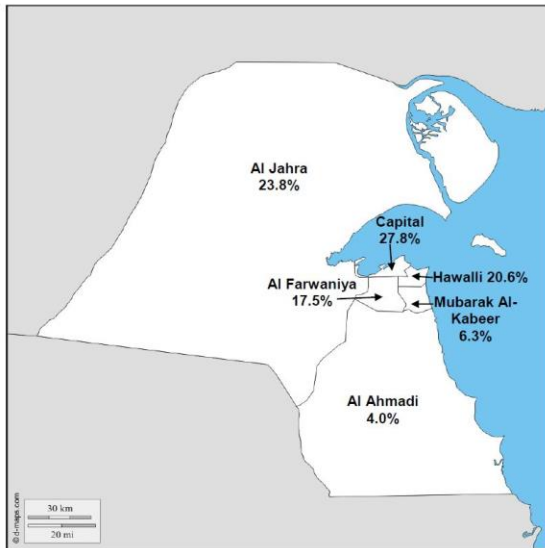 Al Jahra
23.8%
Capital
27.8%
Hawalli 20.6%
Al Farwaniya
17.5%
Mubarak Al-
Kabeer
6.3%
Al Ahmadi
4.0%
30 km
20 mi
© d-maps.com